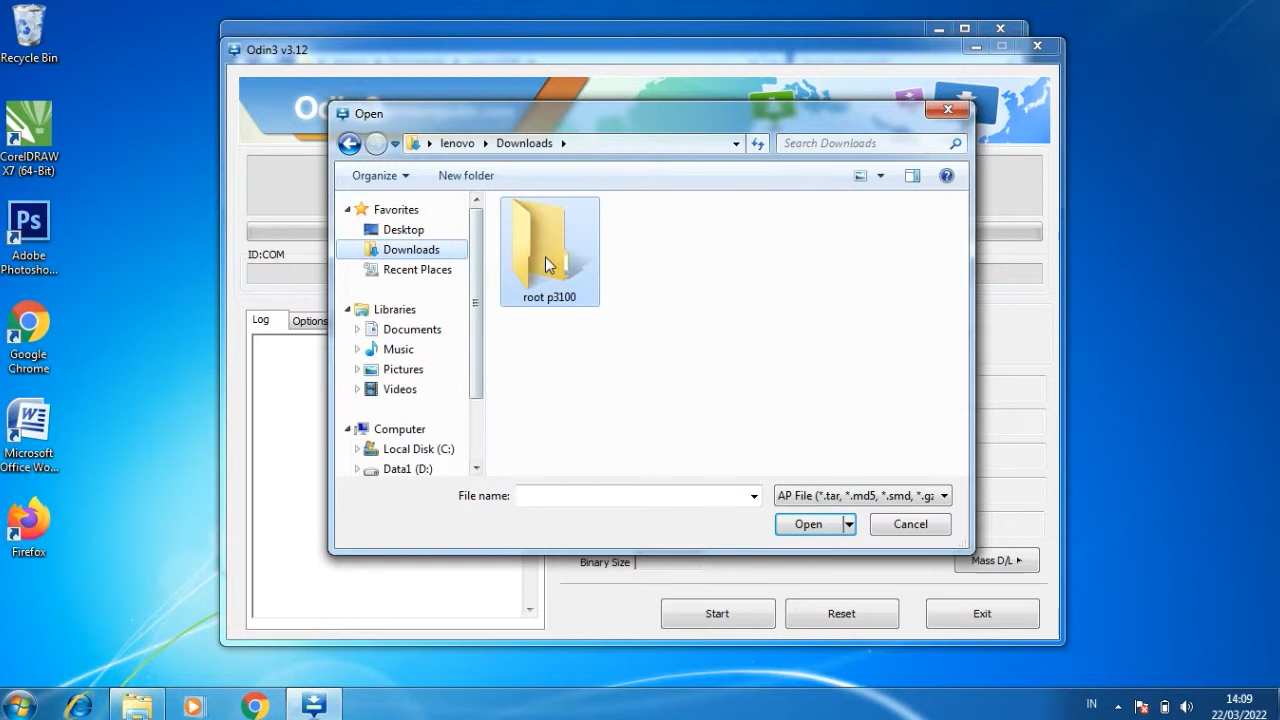 Recycle Bin
CorelDRAW
X7 (64-Bit)
Ps
Adobe
Photosho...
Google
Chrome
Microsoft
Office Wo...
Firefox
Odin3 v3.12
Open
lenovo
Downloads
Search Downloads
Organize
New folder
Favorites
Desktop
Downloads
Recent Places
Libraries
Documents
Music
Pictures
Videos
Computer
Local Disk (C:)
Data1 (D:)
root p3100
File name:
AP File (*.tar, *.md5, *.smd, *.gz
Open
Cancel
ID:COM
Log
Options
Binary Size
Mass D/L
Start
Reset
Exit
IN
14:09
22/03/2022